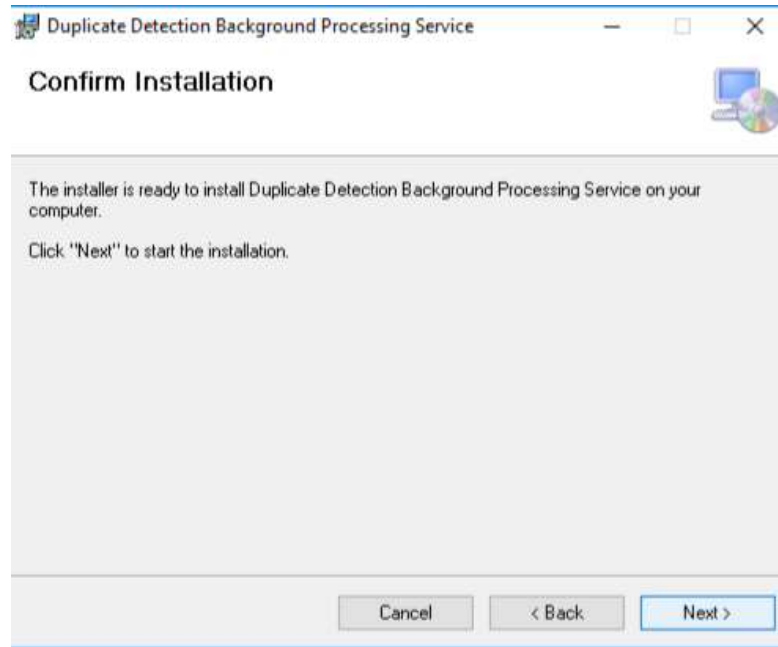 Duplicate Detection Background Processing Service
Confirm Installation
The installer is ready to install Duplicate Detection Background Processing Service on your
computer.
Click "Next" to start the installation.
Cancel
< Back
Next >